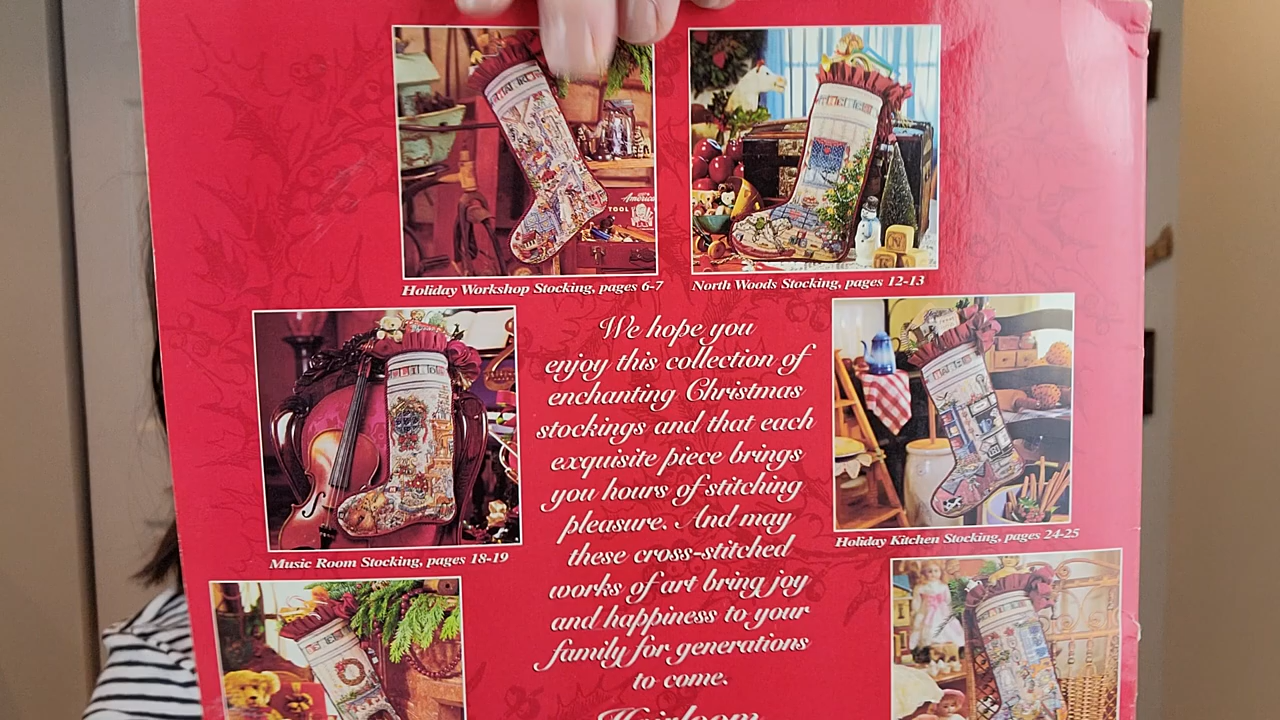 America
TOOL
Holiday Workshop Stocking, pages 6-7
North Woods Stocking, pages 12-13
We hope you
enjoy this collection of
enchanting Christmas
stockings and that each
exquisite piece brings
you hours of stitching
pleasure. And may
these cross-stitched
works of art bring joy
and happiness to your
family for generations
to come.
Music Room Stocking, pages 18-19
Holiday Kitchen Stocking, pages 24-25
Heirloom